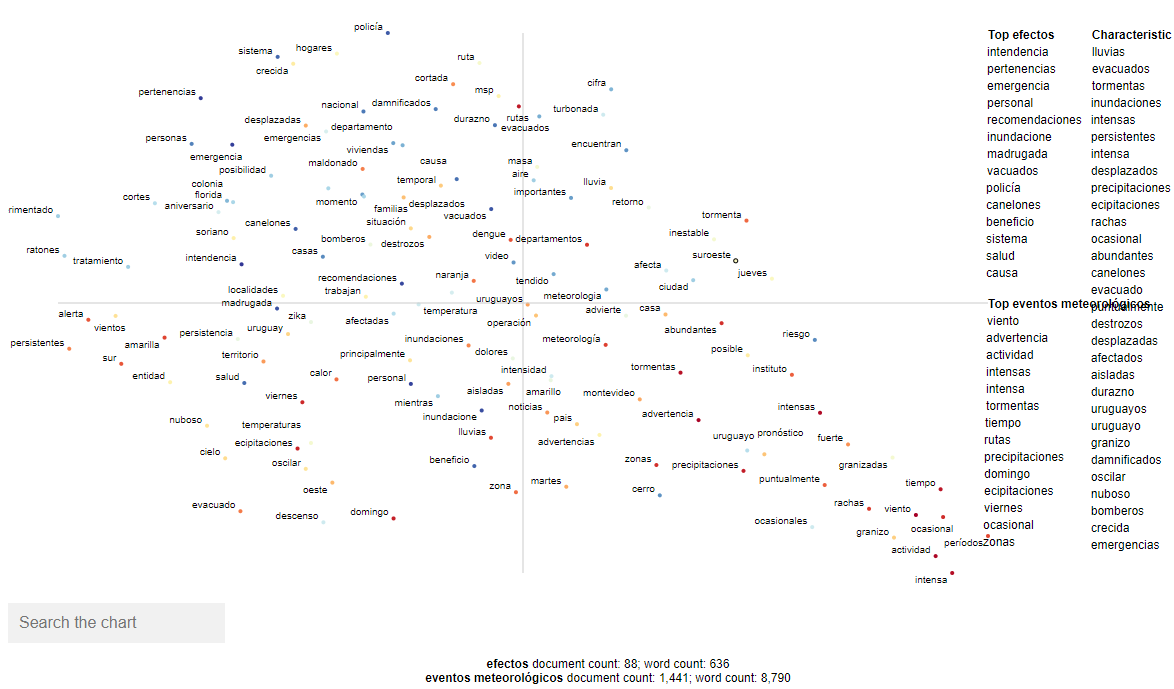 policía
hogares
sistema
crecida
ruta
cortada
cifra
pertenencias
msp
nacional
damnificados
turbonada
desplazadas
durazno
rutas
departamento
evacuados
personas
emergencias
encuentran
viviendas
emergencia
maldonado
causa
masa
posibilidad
aire
colonia
temporal
lluvia
florida
importantes
cortes
momento
desplazados
retorno
aniversario
familias
rimentado
vacuados
tormenta
canelones
situación
soriano
dengue
inestable
bomberos
departamentos
destrozos
ratones
casas
video
suroeste
tratamiento
intendencia
afecta
jueves
recomendaciones
naranja
tendido
ciudad
localidades
trabajan
meteorologia
madrugada
uruguayos
alerta
zika
temperatura
advierte
casa
vientos
afectadas
operación
persistencia
uruguay
abundantes
persistentes
amarilla
inundaciones
meteorología
riesgo
sur
territorio
principalmente
dolores
posible
entidad
salud
calor
personal
intensidad
tormentas
instituto
viernes
mientras
aisladas
amarillo
montevideo
nuboso
temperaturas
inundacione
noticias
advertencia
intensas
pais
ecipitaciones
lluvias
advertencias
uruguayo
pronóstico
fuerte
cielo
oscilar
beneficio
zonas
precipitaciones
granizadas
oeste
zona
martes
cerro
puntualmente
tiempo
evacuado
descenso
domingo
ocasionales
rachas
viento
granizo
ocasional
actividad
períodos
intensa
Top efectos
intendencia
pertenencias
emergencia
personal
recomendaciones
inundacione
madrugada
vacuados
policía
canelones
beneficio
sistema
salud
causa
Top eventos meteorológicos
viento
advertencia
actividad
intensas
intensa
tormentas
tiempo
rutas
precipitaciones
domingo
ecipitaciones
viernes
ocasional
zonas
Characteristic
lluvias
evacuados
tormentas
inundaciones
intensas
persistentes
intensa
desplazados
precipitaciones
ecipitaciones
rachas
ocasional
abundantes
canelones
evacuado
puntualmente
destrozos
desplazadas
afectados
aisladas
durazno
uruguayos
uruguayo
granizo
damnificados
oscilar
nuboso
bomberos
crecida
emergencias
Search the chart
efectos document count: 88; word count: 636
eventos meteorológicos document count: 1,441; word count: 8,790